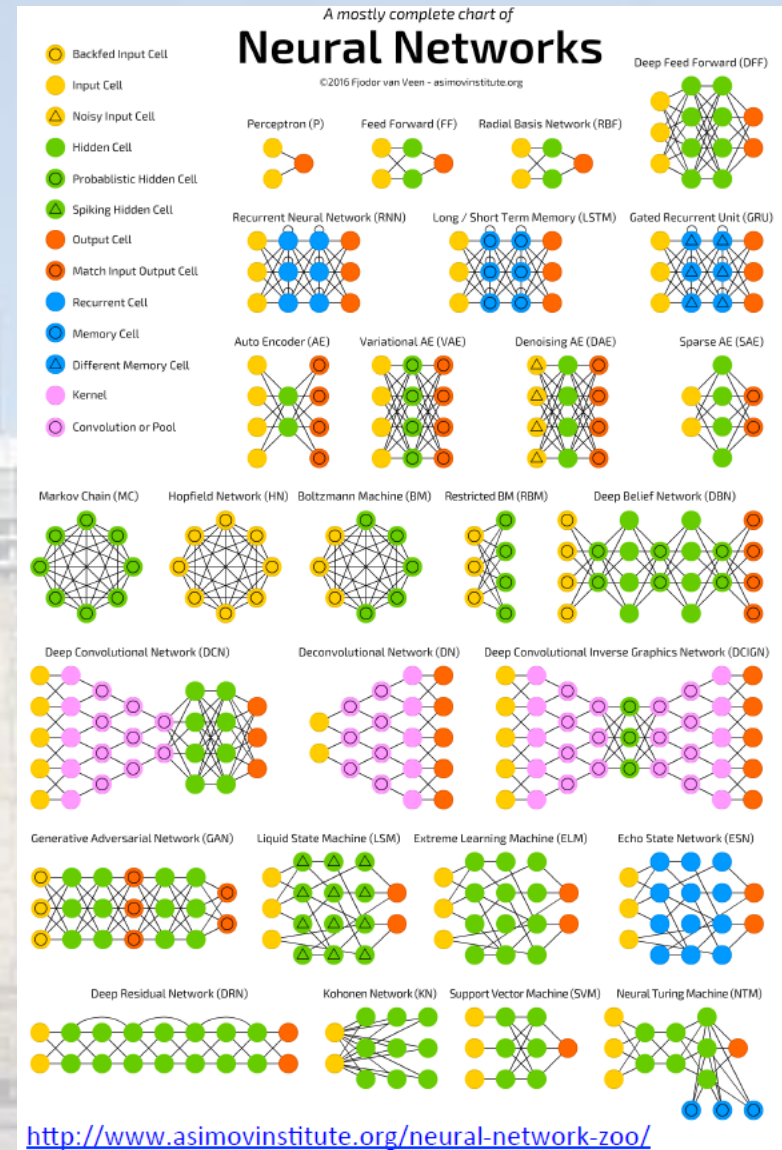 A mostly complete chart of
Neural Networks
©2016 Fjodor van Veen - asimovinstitute.org
Backfed Input Cell
Input Cell
Noisy Input Cell
Hidden Cell
Probablistic Hidden Cell
Spiking Hidden Cell
Output Cell
Match Input Output Cell
Recurrent Cell
Memory Cell
Different Memory Cell
Kernel
Convolution or Pool
Perceptron (P)
Feed Forward (FF)
Radial Basis Network (RBF)
Deep Feed Forward (DFF)
Recurrent Neural Network (RNN)
Long / Short Term Memory (LSTM)
Gated Recurrent Unit (GRU)
Auto Encoder (AE)
Variational AE (VAE)
Denoising AE (DAE)
Sparse AE (SAE)
Markov Chain (MC)
Hopfield Network (HN)
Boltzmann Machine (BM)
Restricted BM (RBM)
Deep Belief Network (DBN)
Deep Convolutional Network (DCN)
Deconvolutional Network (DN)
Deep Convolutional Inverse Graphics Network (DCIGN)
Generative Adversarial Network (GAN)
Liquid State Machine (LSM)
Extreme Learning Machine (ELM)
Echo State Network (ESN)
Deep Residual Network (DRN)
Kohonen Network (KN)
Support Vector Machine (SVM)
Neural Turing Machine (NTM)
http://www.asimovinstitute.org/neural-network-zoo/